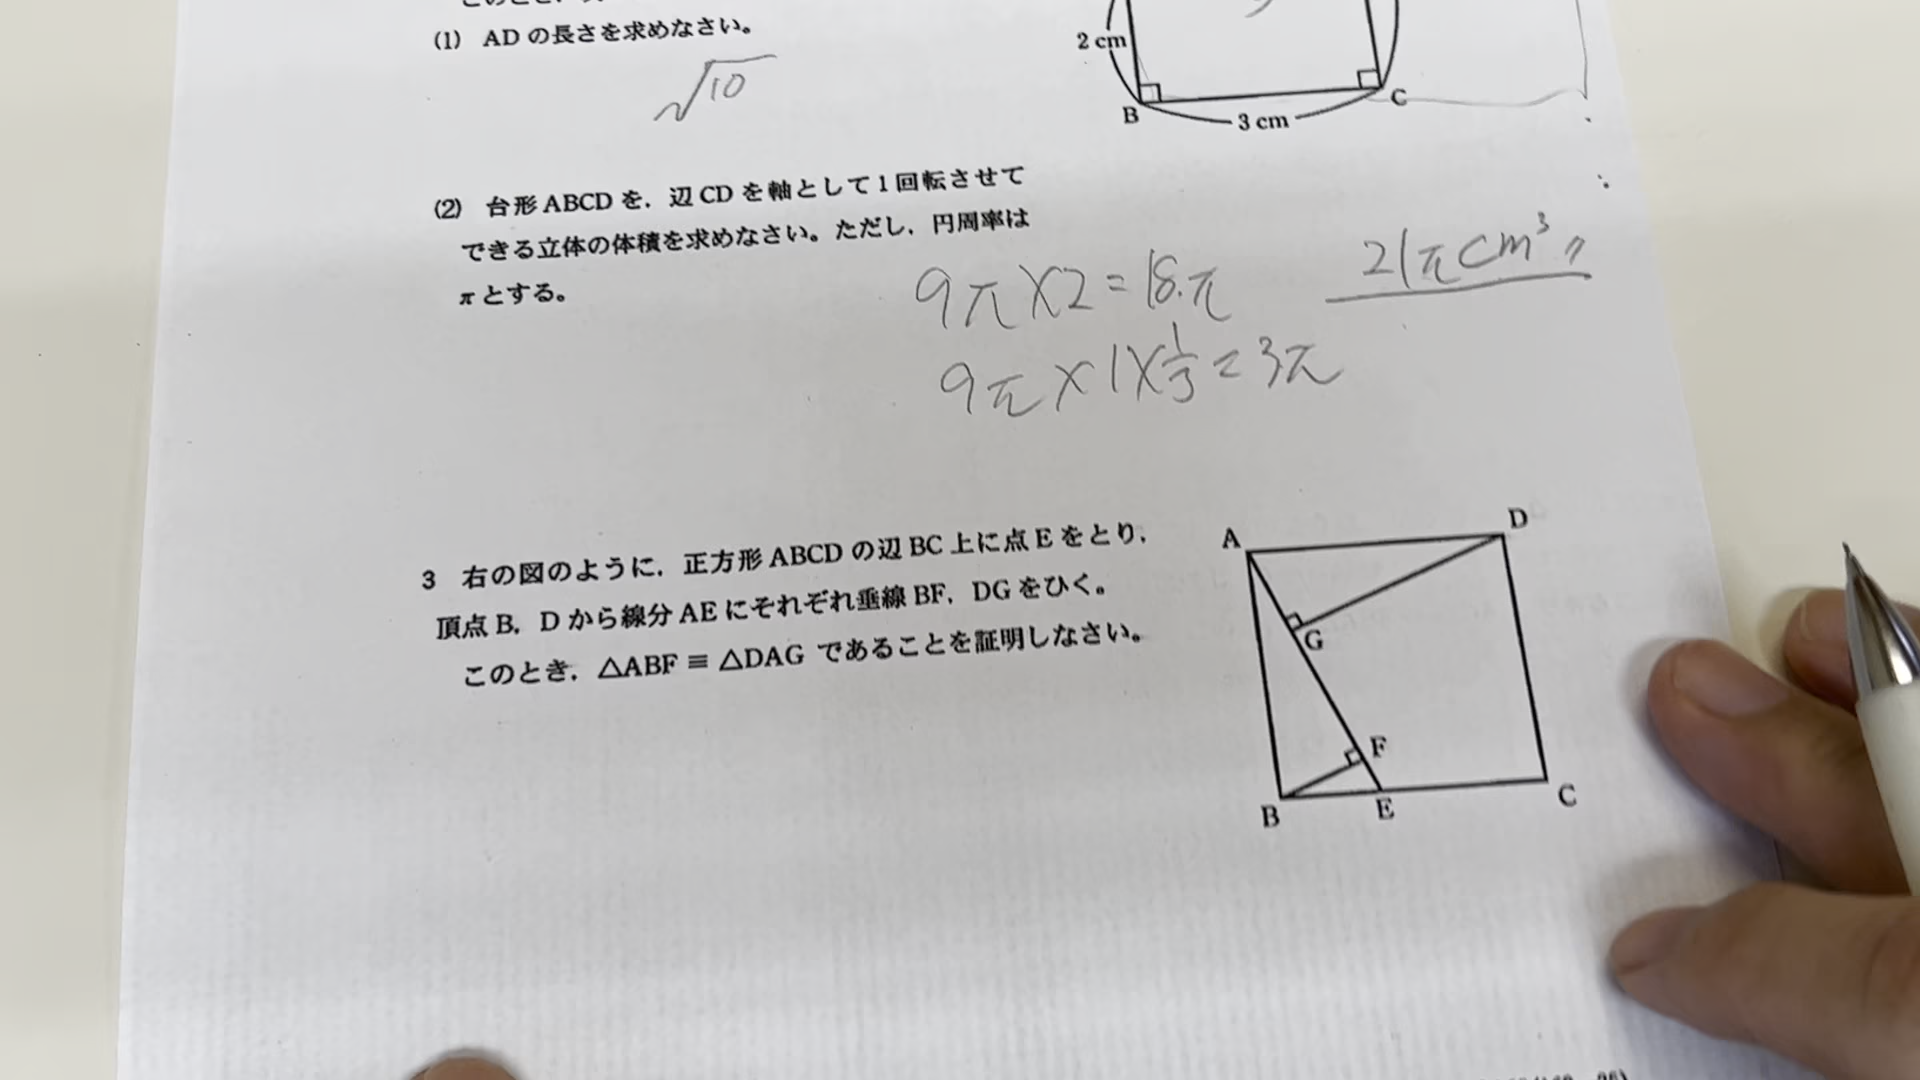 (1) ADの長さを求めなさい。
√10
2 cm
B
C
3 cm
(2) 台形ABCDを，辺CDを軸として1回転させて
できる立体の体積を求めなさい。ただし，円周率は
πとする。
9π×2=18π
21πcm³〃
9π×1×1/3=3π
3 右の図のように，正方形ABCDの辺BC上に点Eをとり，
頂点B，Dから線分AEにそれぞれ垂線BF，DGをひく。
このとき，△ABF≡△DAGであることを証明しなさい。
A
D
G
F
B
E
C